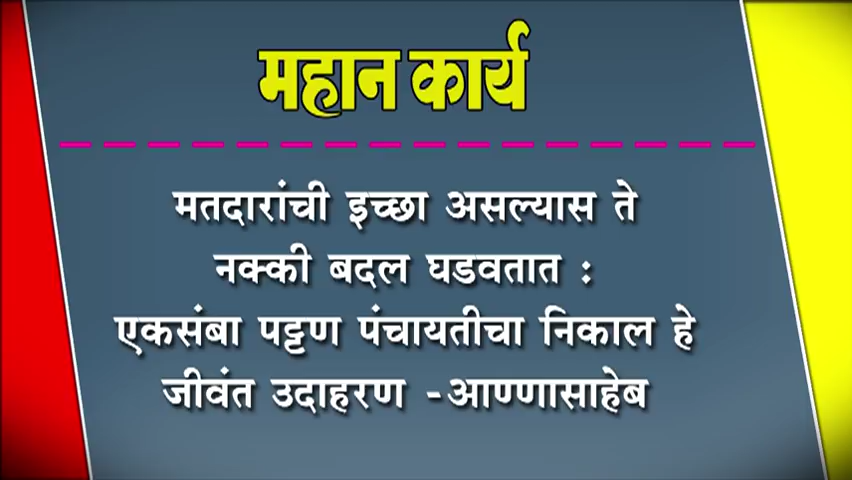 महान कार्य
मतदारांची इच्छा असल्यास ते
नक्की बदल घडवतात :
एकसंबा पट्टण पंचायतीचा निकाल हे
जीवंत उदाहरण -आण्णासाहेब